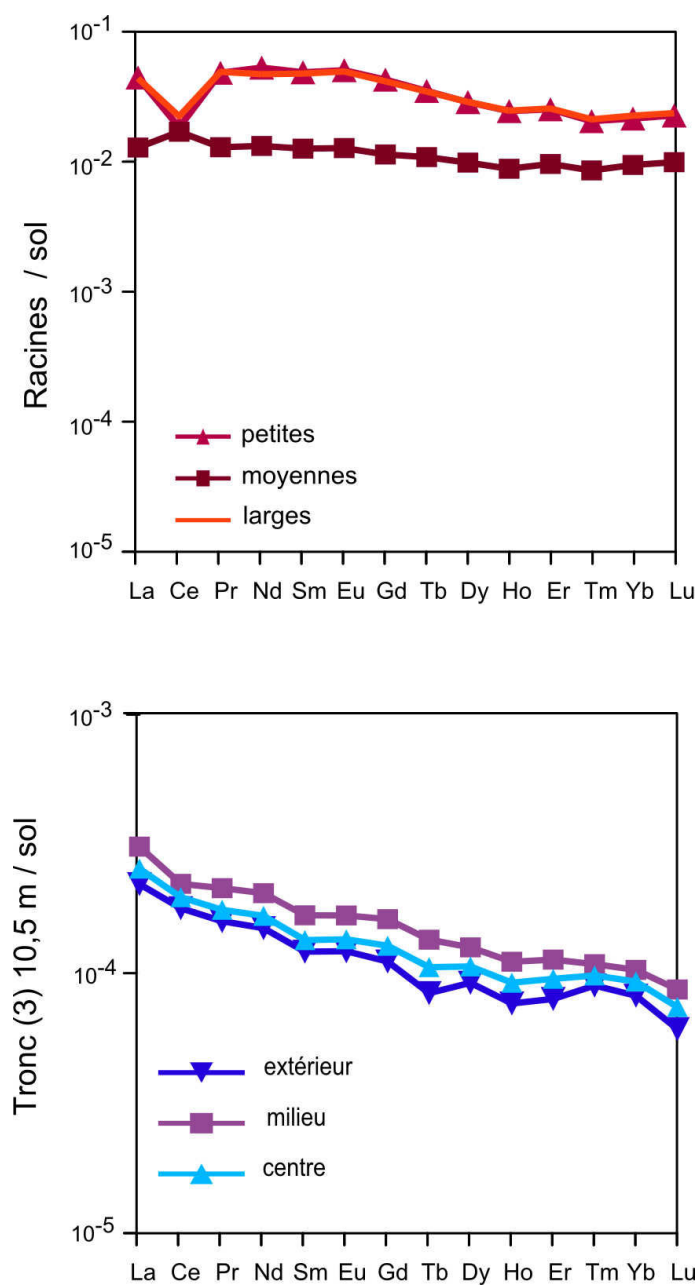 10-1
10-2
10-3
10-4
10-5
Racines / sol
petites
moyennes
larges
La Ce Pr Nd Sm Eu Gd Tb Dy Ho Er Tm Yb Lu
10-3
10-4
10-5
Tronc (3) 10,5 m / sol
extérieur
milieu
centre
La Ce Pr Nd Sm Eu Gd Tb Dy Ho Er Tm Yb Lu